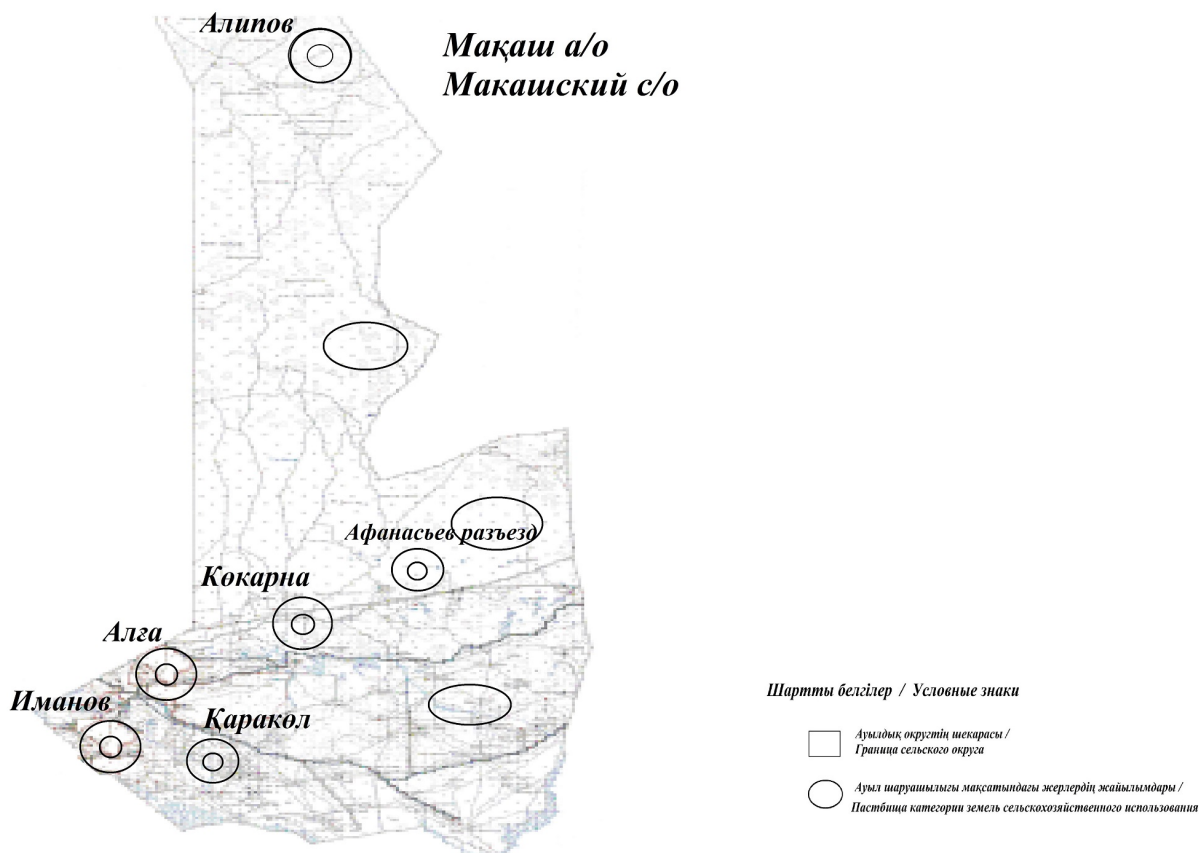 Алипов
Мақаш а/о
Макашский с/о
Афанасьев разъезд
Көкарна
Алға
Иманов
Қаракөл
Шартты белгілер / Условные знаки
Ауылдық округтің шекарасы /
Граница сельского округа
Ауыл шаруашылығы мақсатындағы жерлердің жайылымдары /
Пастбища категории земель сельскохозяйственного использования